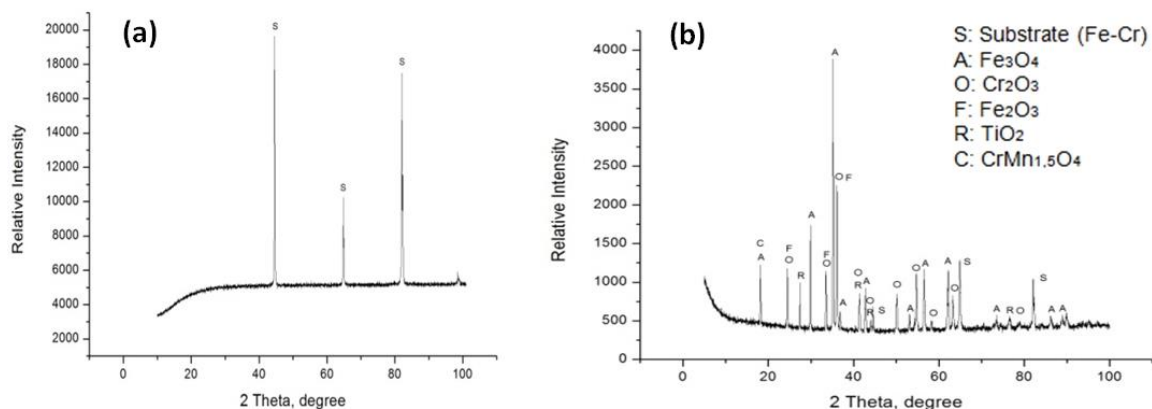 (a)
20000
18000
16000
14000
12000
10000
8000
6000
4000
2000
Relative Intensity
S
S
S
0
20
40
60
80
100
2 Theta, degree
(b)
S: Substrate (Fe-Cr)
A: Fe₃O₄
O: Cr₂O₃
F: Fe₂O₃
R: TiO₂
C: CrMn₁,₅O₄
4000
3500
3000
2500
2000
1500
1000
500
0
Relative Intensity
C
A
F
O
R
A
F
O
A
O F
A
O
R
A
O
R
S
O
A
O
A
O
A
O
S
A
R
O
S
A
A
0
20
40
60
80
100
2 Theta, degree